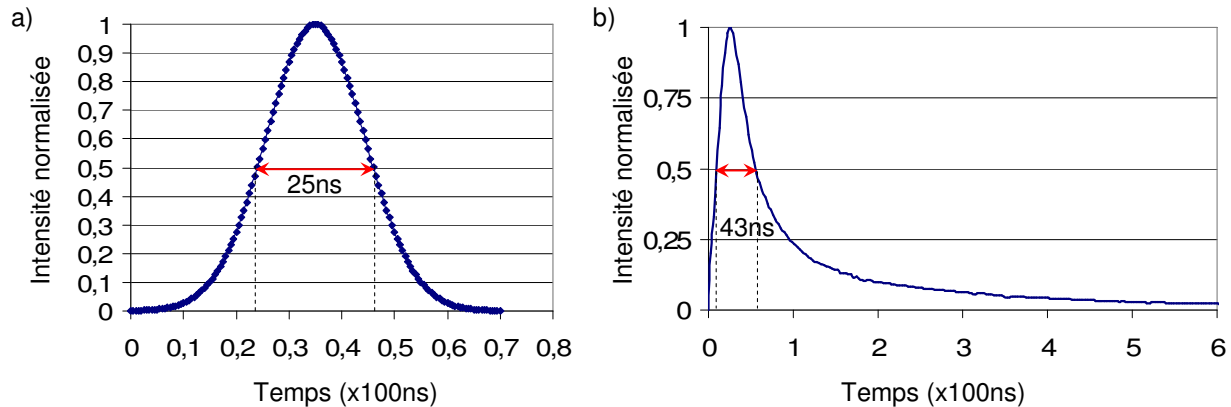 a)
Intensité normalisée
1
0,9
0,8
0,7
0,6
0,5
0,4
0,3
0,2
0,1
0
25ns
0 0,1 0,2 0,3 0,4 0,5 0,6 0,7 0,8
Temps (x100ns)
b)
Intensité normalisée
1
0,75
0,5
0,25
0
43ns
0 1 2 3 4 5 6
Temps (x100ns)